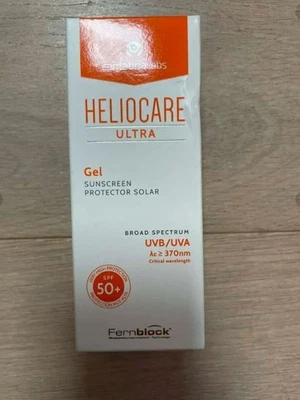 HELIOCARE
ULTRA
Gel
SUNSCREEN
PROTECTOR SOLAR
BROAD SPECTRUM
UVB/UVA
λc ≥ 370nm
Critical wavelength
SPF
50+
Fernblock